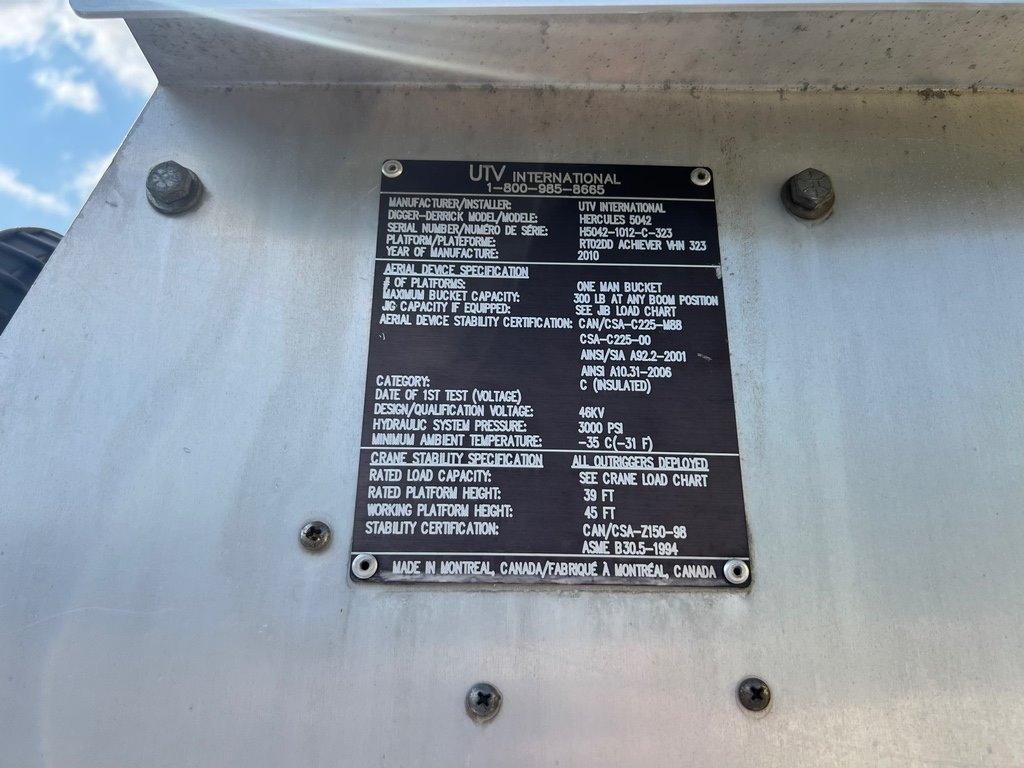 UTV INTERNATIONAL
1-800-985-8665
MANUFACTURER/INSTALLER: UTV INTERNATIONAL
DIGGER-DERRICK MODEL/MODELE: HERCULES 5042
SERIAL NUMBER/NUMÉRO DE SÉRIE: H5042-1012-C-323
PLATFORM/PLATEFORME: RT02DD ACHIEVER VHN 323
YEAR OF MANUFACTURE: 2010
AERIAL DEVICE SPECIFICATION
# OF PLATFORMS: ONE MAN BUCKET
MAXIMUM BUCKET CAPACITY: 300 LB AT ANY BOOM POSITION
JIG CAPACITY IF EQUIPPED: SEE JIB LOAD CHART
AERIAL DEVICE STABILITY CERTIFICATION: CAN/CSA-C225-M88
CSA-C225-00
AINSI/SIA A92.2-2001
AINSI A10.31-2006
CATEGORY: C (INSULATED)
DATE OF 1ST TEST (VOLTAGE)
DESIGN/QUALIFICATION VOLTAGE: 46KV
HYDRAULIC SYSTEM PRESSURE: 3000 PSI
MINIMUM AMBIENT TEMPERATURE: -35 C(-31 F)
CRANE STABILITY SPECIFICATION ALL OUTRIGGERS DEPLOYED
RATED LOAD CAPACITY: SEE CRANE LOAD CHART
RATED PLATFORM HEIGHT: 39 FT
WORKING PLATFORM HEIGHT: 45 FT
STABILITY CERTIFICATION: CAN/CSA-Z150-98
ASME B30.5-1994
MADE IN MONTREAL, CANADA/FABRIQUÉ À MONTRÉAL, CANADA